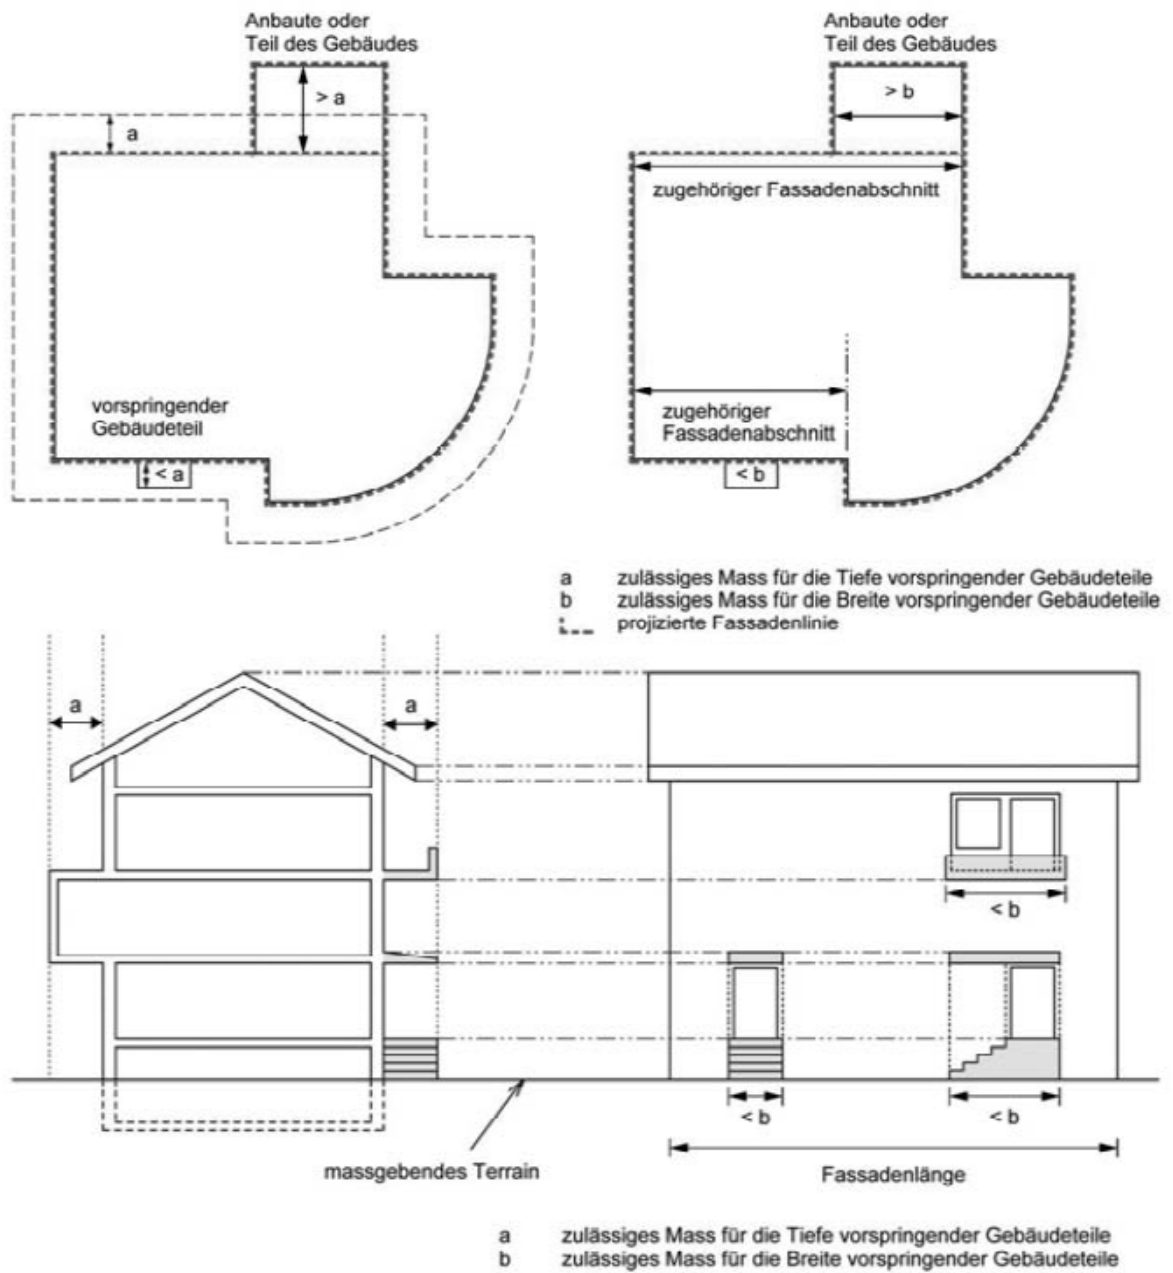 Anbaute oder
Teil des Gebäudes
> a
a
vorspringender
Gebäudeteil
< a
Anbaute oder
Teil des Gebäudes
> b
zugehöriger Fassadenabschnitt
zugehöriger
Fassadenabschnitt
< b
a zulässiges Mass für die Tiefe vorspringender Gebäudeteile
b zulässiges Mass für die Breite vorspringender Gebäudeteile
projizierte Fassadenlinie
a
a
< b
< b
< b
massgebendes Terrain
Fassadenlänge
a zulässiges Mass für die Tiefe vorspringender Gebäudeteile
b zulässiges Mass für die Breite vorspringender Gebäudeteile